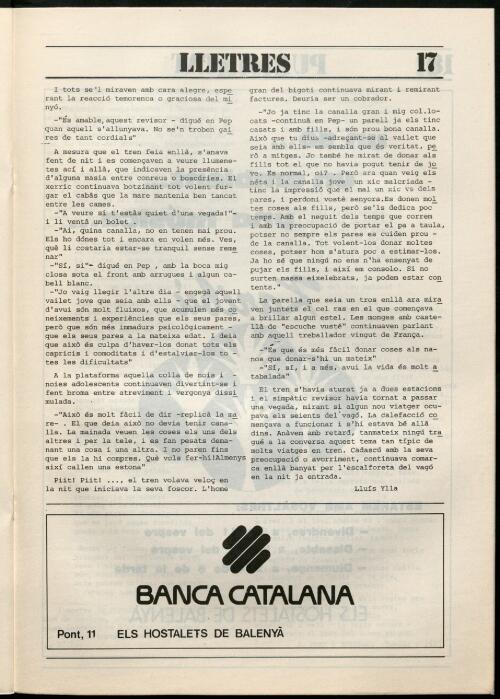 LLETRES 17
I tots se'l miraven amb cara alegre, espe
rant la reacció temorenca o graciosa del mi
nyó.
-"És amable,aquest revisor - digué en Pep
quan aquell s'allunyava. No se'n troben gai
res de tant cordials"
A mesura que el tren feia enllà, s'anava
fent de nit i es començaven a veure llumene-
tes ací i allà, que indicaven la presència
d'alguna masia entre conreus o boscúries. El
xerric continuava botzinant tot volent fur-
gar el cabàs que la mare mantenia ben tancat
entre les cames.
-"A veure si t'estàs quiet d'una vegada!"-
i li ventà un bolet .
-"Ai, quina canalla, no en tenen mai prou.
Els ho dónes tot i encara en volen més. Ves,
què li costaria estar-se tranquil sense reme
nar"
-"Sí, sí"- digué en Pep , amb la boca mig
closa sota el front amb arrugues i algun ca-
bell blanc.
-"Jo vaig llegir l'altre dia - engegà aquell
vailet jove que seia amb ells - que el jovent
d'avui són molt fluixos, que acumulen més co
neixements i experiències que els seus pares,
però que són més immadurs psicològicament -
que els seus pares a la mateixa edat. I deia
que això és culpa d'haver-los donat tots els
capricis i comoditats i d'estalviar-los to -
tes les dificultats"
A la plataforma aquella colla de nois i
noies adolescents continuaven divertint-se i
fent broma entre atreviment i vergonya dissi
mulada.
-"Això és molt fàcil de dir -replicà la ma
re- . El que deia això no devia tenir cana-
lla. La mainada veuen les coses els uns dels
altres i per la tele, i es fan pesats dema-
nant una cosa i una altra. I no paren fins
que els la hi compres. Què vols fer-hi!Almenys
així callen una estona"
Piit! Piit! ..., el tren volava veloç en
la nit que iniciava la seva foscor. L'home
gran del bigoti continuava mirant i remirant
factures. Deuria ser un cobrador.
-"Jo ja tinc la canalla gran i mig col.lo-
cats -continuà en Pep- un parell ja els tinc
casats i amb fills, i són prou bona canalla.
Això que tu dius -adreçant-se al vailet que
seia amb ells- em sembla que és veritat, pe
rò a mitges. Jo també he mirat de donar als
fills tot el que no havia pogut tenir de jo
ve. Es normal, oi? . Però ara quan veig els
néts i la canalla jove un xic malcriada -
tinc la impressió que el mal un xic vs dels
pares, i perdoni vostè senyora.Es donen mol
tes coses als fills, però se'ls dedica poc
temps. Amb el neguit dels temps que correm
i amb la preocupació de portar el pa a taula,
potser no sempre els pares es cuiden prou -
de la canalla. Tot volent-los donar moltes
coses, potser hom s'atura poc a estimar-los.
Ja ho sé que ningú no ens n'ha ensenyat de
pujar els fills, i així em consolo. Si no
surten massa eixelebrats, ja podem estar con
tents."
La parella que seia un tros enllà ara mira
ven juntets el cel ras en el que començava
a brillar algun estel. Les monges amb caste-
llà de "escuche vusté" continuaven parlant
amb aquell treballador vingut de França.
-"És que és més fàcil donar coses als na-
nos que donar-s'hi un mateix"
-"Sí, sí, i a més, avui la vida és molt a
tabalada"
El tren s'havia aturat ja a dues estacions
i el simpàtic revisor havia tornat a passar
una vegada, mirant si algun nou viatger ocu-
pava els seients del vagó. La calefacció co
mençava a funcionar i s'hi estava bé allà
dins. Anàvem amb retard, tanmateix ningú tra
gué a la conversa aquest tema tan típic de
molts viatges en tren. Cadascú amb la seva
preocupació o avorriment, continuava comar-
ca enllà banyat per l'escalforeta del vagó
en la nit ja entrada.
Lluís Ylla
BANCA CATALANA
Pont, 11 ELS HOSTALETS DE BALENYÀ